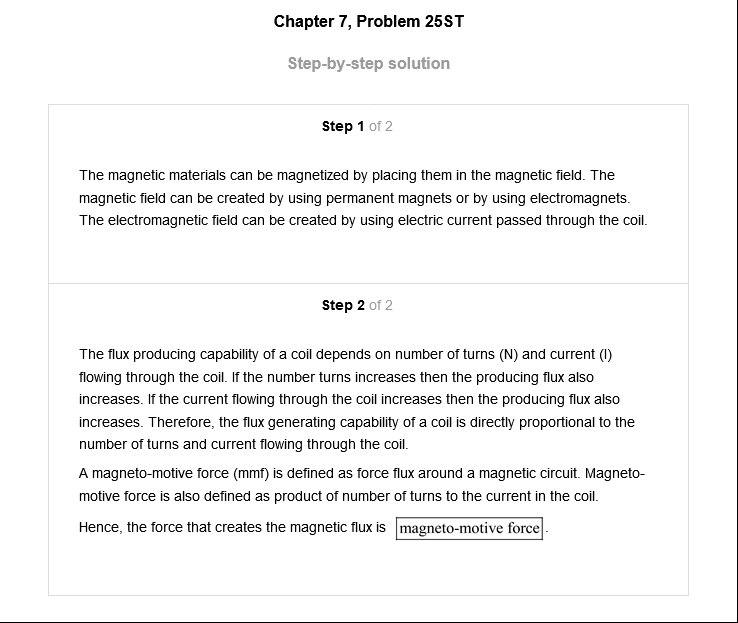 Chapter 7, Problem 25ST
Step-by-step solution
Step 1 of 2
The magnetic materials can be magnetized by placing them in the magnetic field. The
magnetic field can be created by using permanent magnets or by using electromagnets.
The electromagnetic field can be created by using electric current passed through the coil.
Step 2 of 2
The flux producing capability of a coil depends on number of turns (N) and current (I)
flowing through the coil. If the number turns increases then the producing flux also
increases. If the current flowing through the coil increases then the producing flux also
increases. Therefore, the flux generating capability of a coil is directly proportional to the
number of turns and current flowing through the coil.
A magneto-motive force (mmf) is defined as force flux around a magnetic circuit. Magneto-
motive force is also defined as product of number of turns to the current in the coil.
Hence, the force that creates the magnetic flux is magneto-motive force.